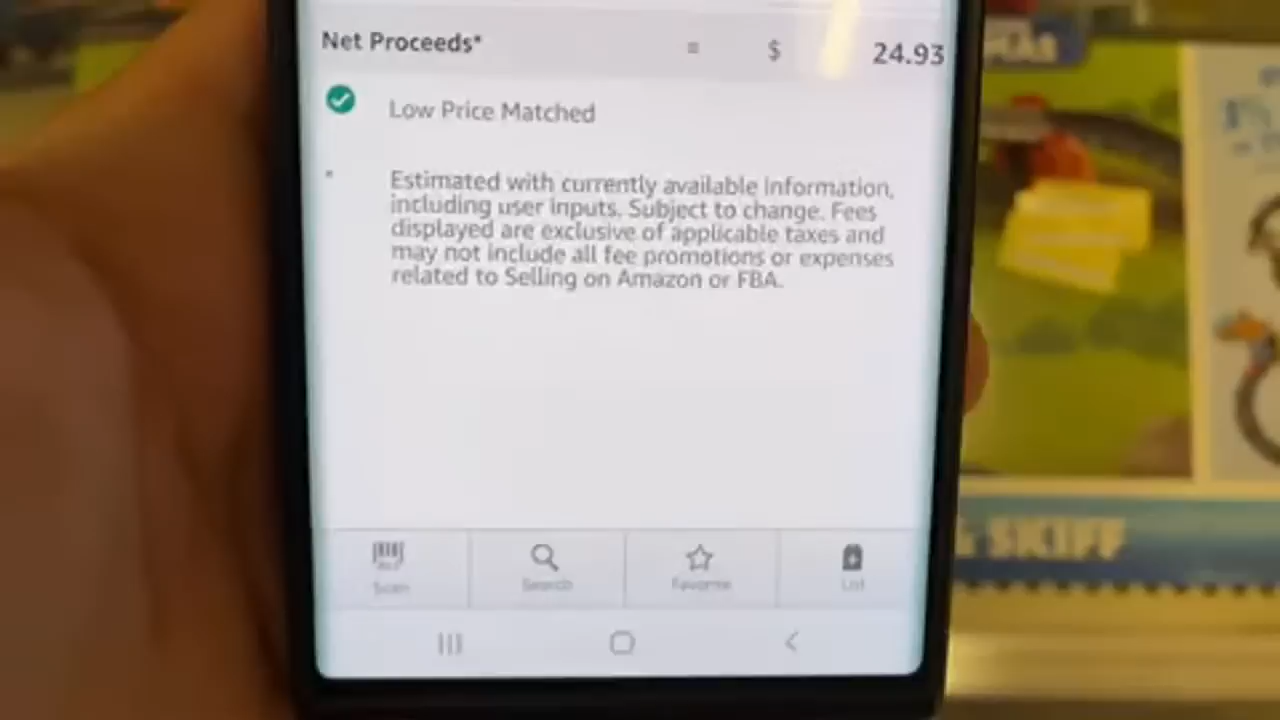 Net Proceeds* = $ 24.93
Low Price Matched
* Estimated with currently available information,
including user inputs. Subject to change. Fees
displayed are exclusive of applicable taxes and
may not include all fee promotions or expenses
related to Selling on Amazon or FBA.
Scan Search Favorite List
& SKIFF